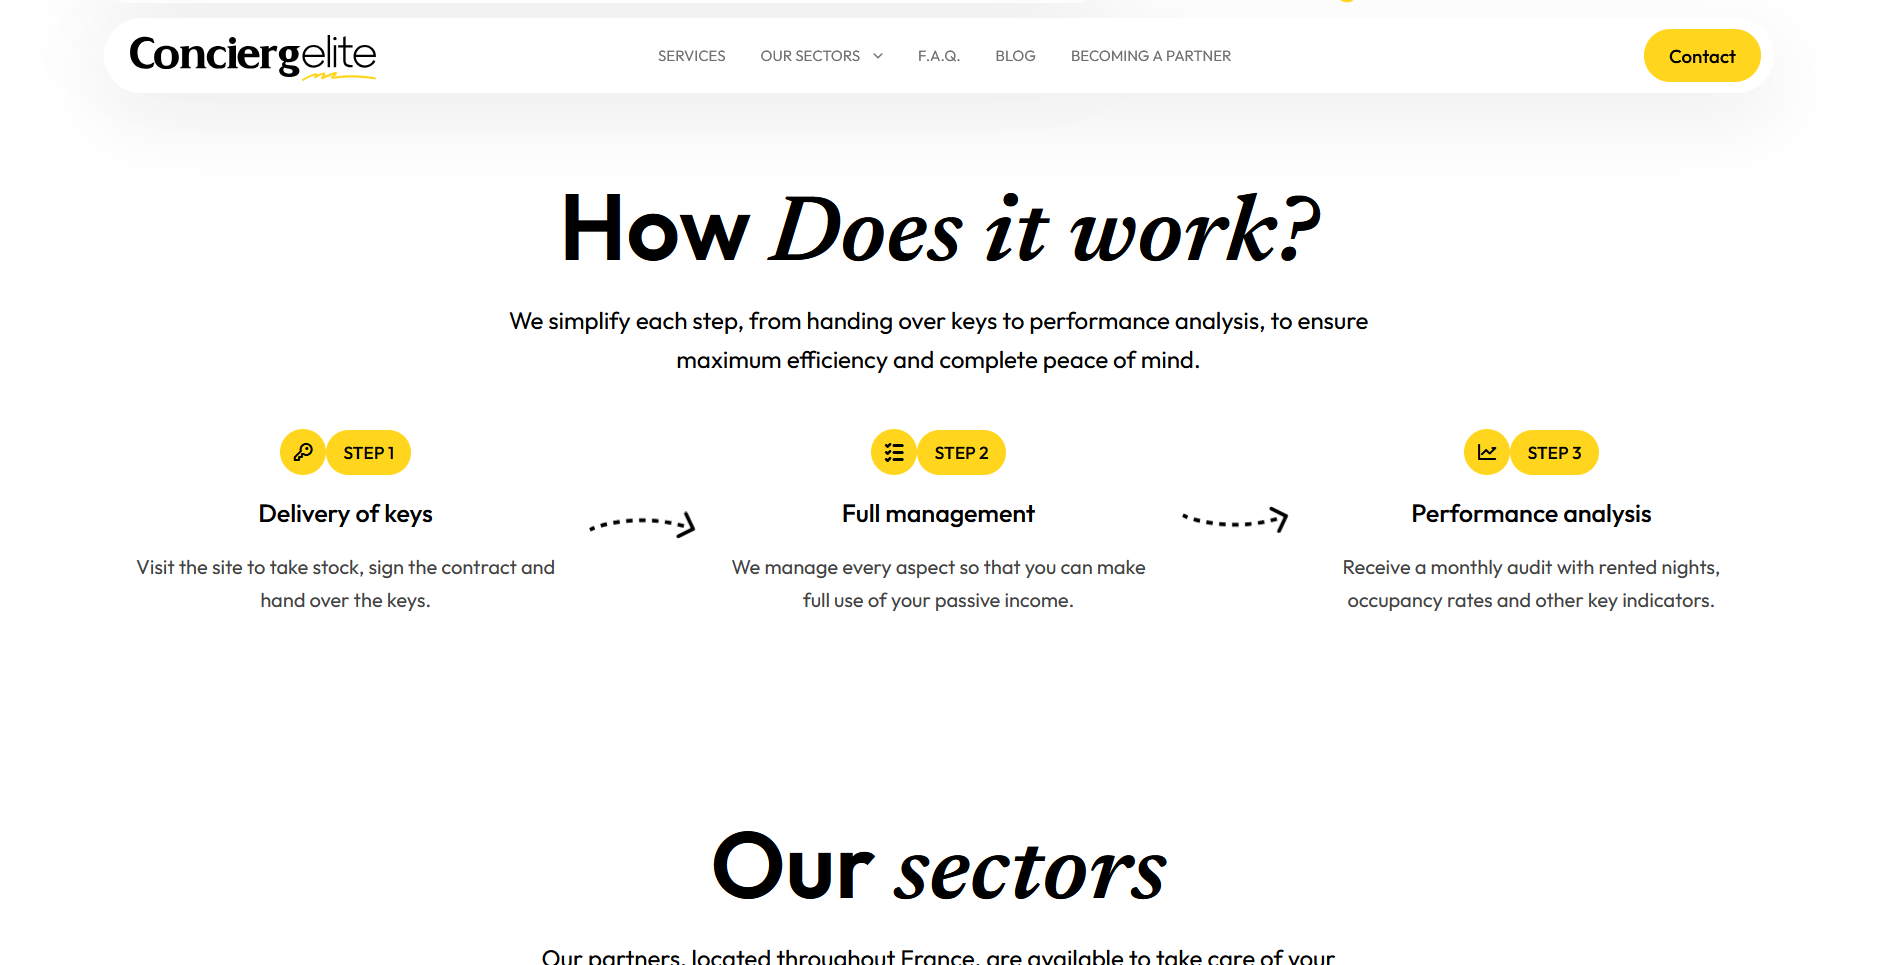 Conciergelite
SERVICES
OUR SECTORS
F.A.Q.
BLOG
BECOMING A PARTNER
Contact
How Does it work?
We simplify each step, from handing over keys to performance analysis, to ensure
maximum efficiency and complete peace of mind.
STEP 1
Delivery of keys
Visit the site to take stock, sign the contract and
hand over the keys.
STEP 2
Full management
We manage every aspect so that you can make
full use of your passive income.
STEP 3
Performance analysis
Receive a monthly audit with rented nights,
occupancy rates and other key indicators.
Our sectors
Our partners, located throughout France, are available to take care of your